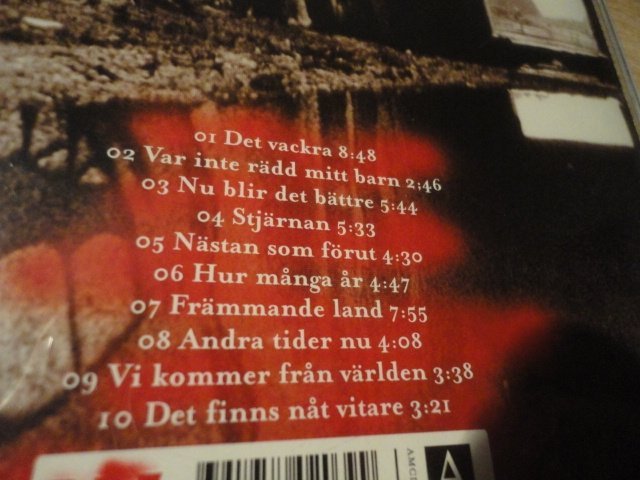 01 Det vackra 8:48
02 Var inte rädd mitt barn 2:46
03 Nu blir det bättre 5:44
04 Stjärnan 5:33
05 Nästan som förut 4:30
06 Hur många år 4:47
07 Främmande land 7:55
08 Andra tider nu 4:08
09 Vi kommer från världen 3:38
10 Det finns nåt vitare 3:21